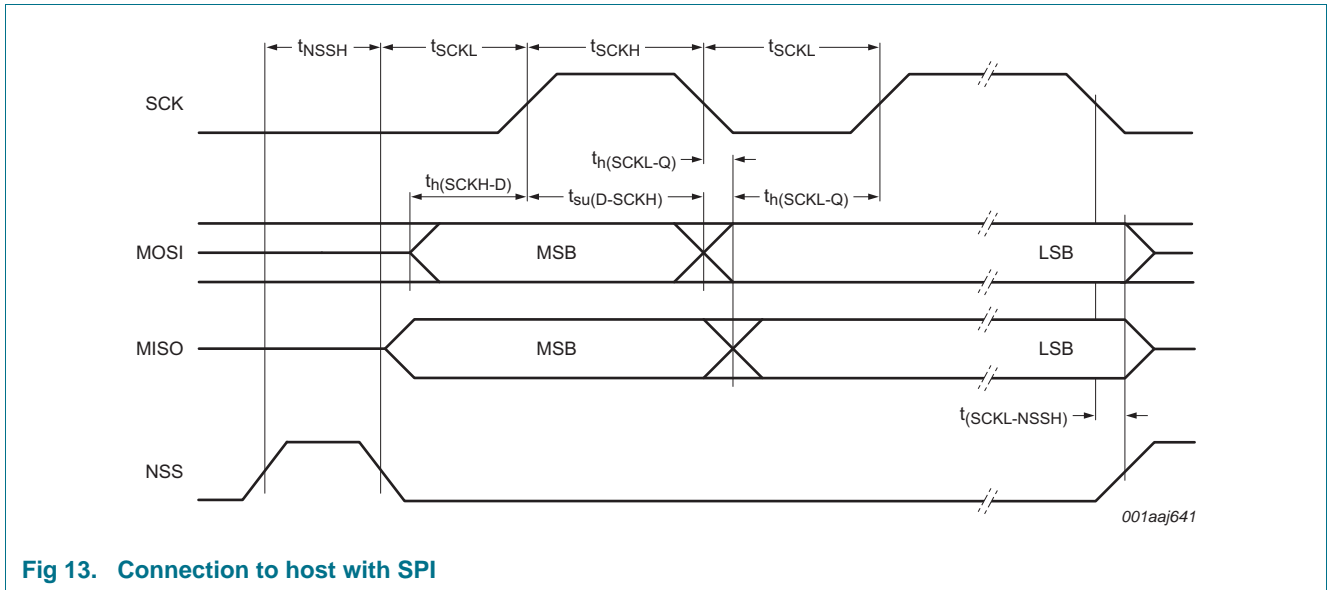 tNSSH tSCKL tSCKH tSCKL
SCK
th(SCKL-Q)
th(SCKH-D) tsu(D-SCKH) th(SCKL-Q)
MOSI MSB LSB
MISO MSB LSB
t(SCKL-NSSH)
NSS
001aaj641
Fig 13. Connection to host with SPI